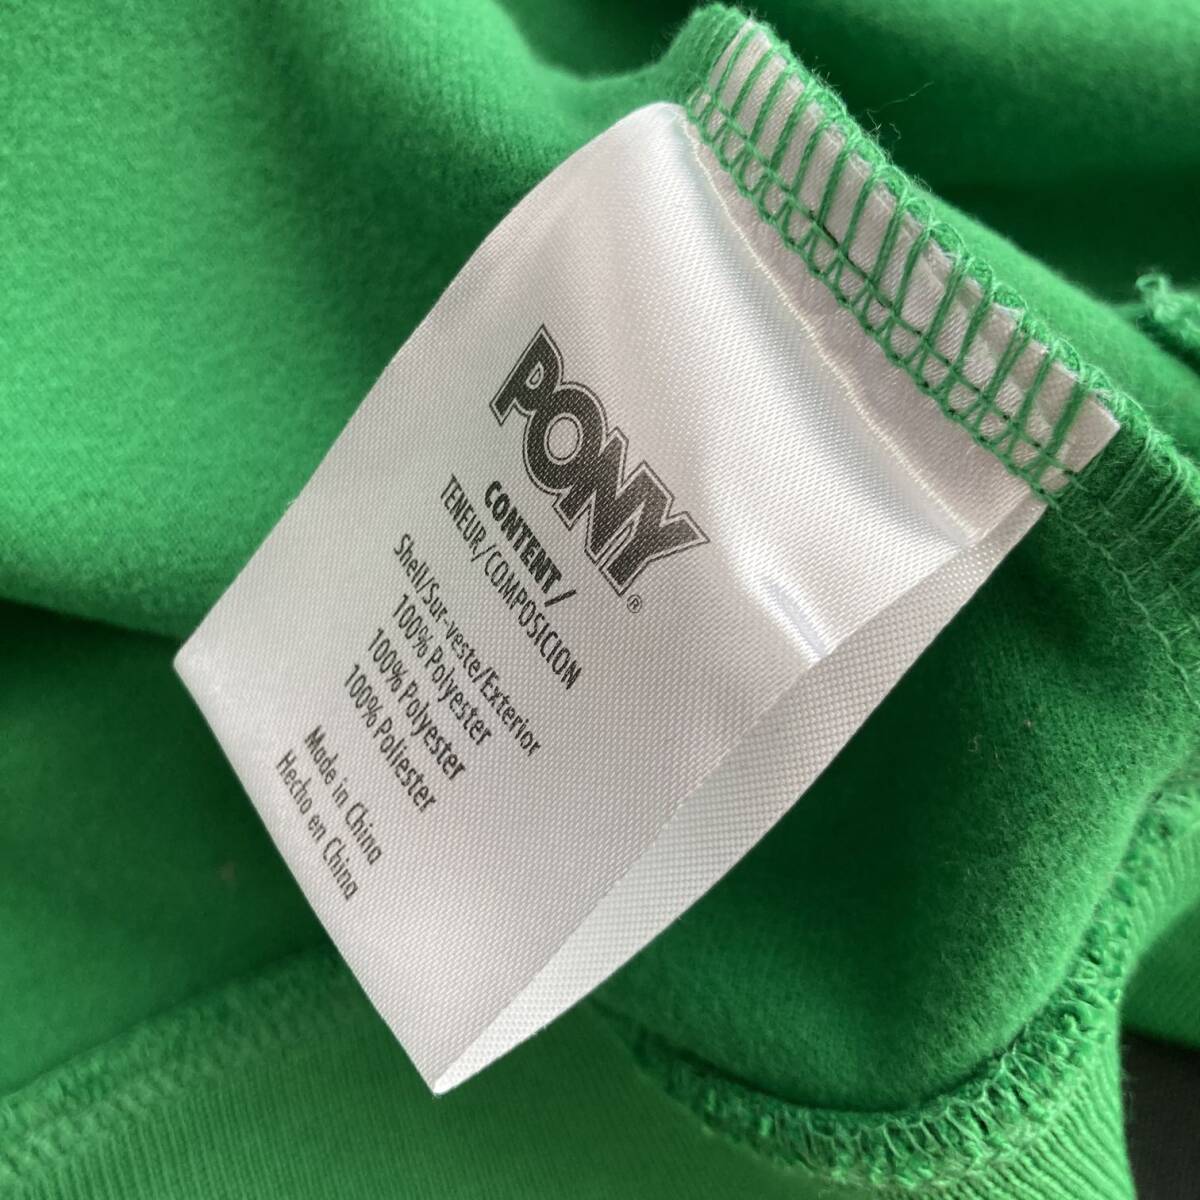 PONY®
CONTENT/
TENEUR/COMPOSICION
Shell/Sur-veste/Exterior
100% Polyester
100% Polyester
100% Poliester
Made in China
Hecho en China